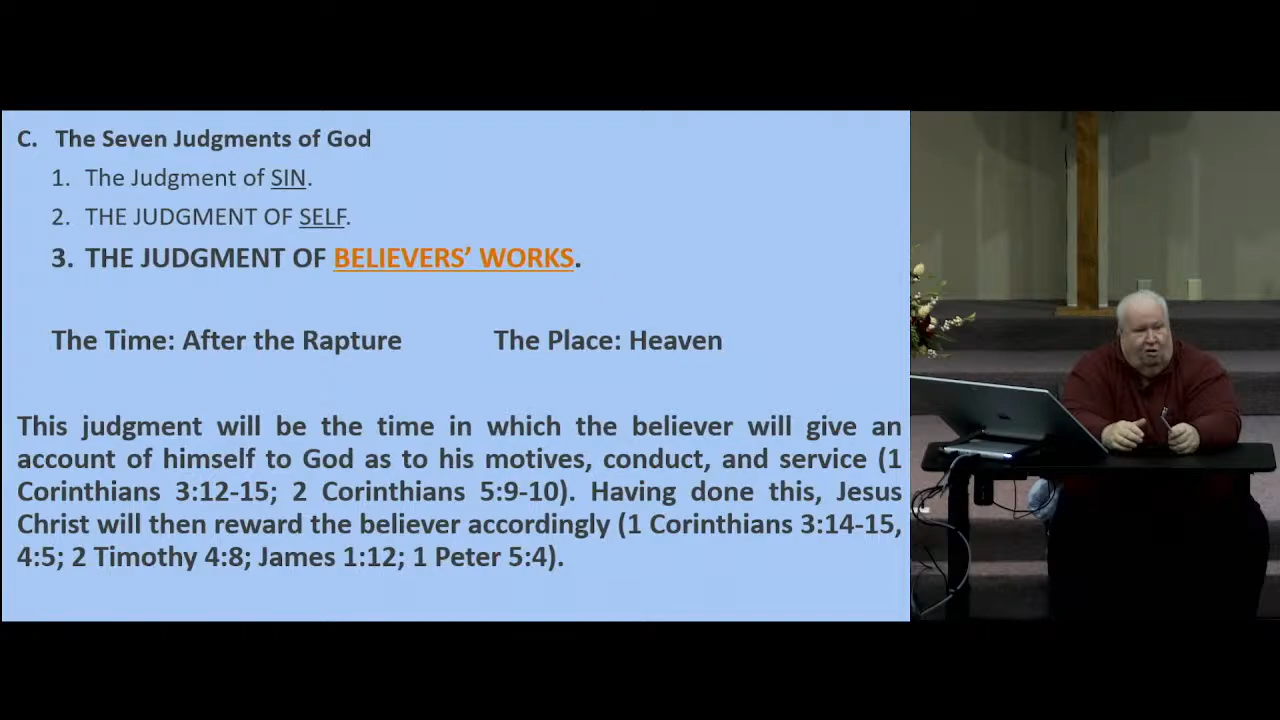 C. The Seven Judgments of God
1. The Judgment of SIN.
2. THE JUDGMENT OF SELF.
3. THE JUDGMENT OF BELIEVERS’ WORKS.
The Time: After the Rapture The Place: Heaven
This judgment will be the time in which the believer will give an
account of himself to God as to his motives, conduct, and service (1
Corinthians 3:12-15; 2 Corinthians 5:9-10). Having done this, Jesus
Christ will then reward the believer accordingly (1 Corinthians 3:14-15,
4:5; 2 Timothy 4:8; James 1:12; 1 Peter 5:4).